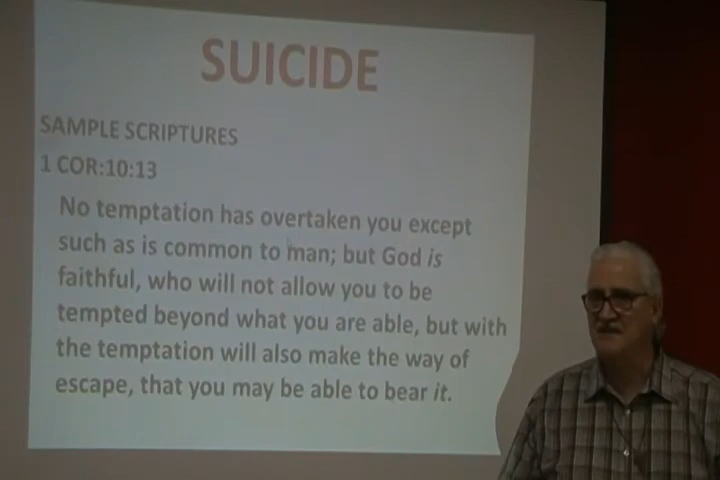 SUICIDE
SAMPLE SCRIPTURES
1 COR:10:13
No temptation has overtaken you except
such as is common to man; but God is
faithful, who will not allow you to be
tempted beyond what you are able, but with
the temptation will also make the way of
escape, that you may be able to bear it.